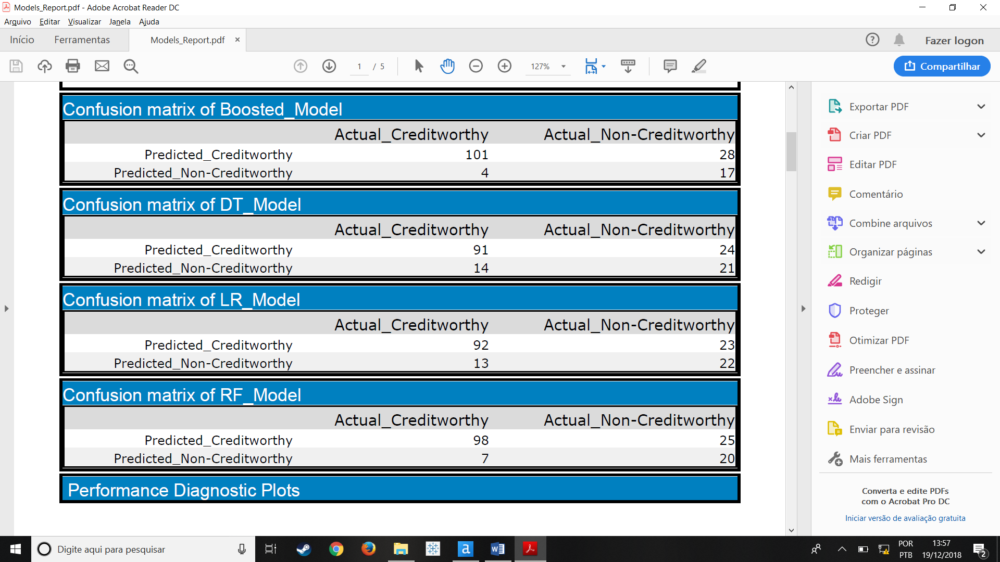 Models_Report.pdf - Adobe Acrobat Reader DC
Arquivo Editar Visualizar Janela Ajuda
Início Ferramentas Models_Report.pdf × ? Fazer logon
1 / 5 127% Compartilhar
Confusion matrix of Boosted_Model
Actual_Creditworthy Actual_Non-Creditworthy
Predicted_Creditworthy 101 28
Predicted_Non-Creditworthy 4 17
Confusion matrix of DT_Model
Actual_Creditworthy Actual_Non-Creditworthy
Predicted_Creditworthy 91 24
Predicted_Non-Creditworthy 14 21
Confusion matrix of LR_Model
Actual_Creditworthy Actual_Non-Creditworthy
Predicted_Creditworthy 92 23
Predicted_Non-Creditworthy 13 22
Confusion matrix of RF_Model
Actual_Creditworthy Actual_Non-Creditworthy
Predicted_Creditworthy 98 25
Predicted_Non-Creditworthy 7 20
Performance Diagnostic Plots
Exportar PDF
Criar PDF
Editar PDF
Comentário
Combine arquivos
Organizar páginas
Redigir
Proteger
Otimizar PDF
Preencher e assinar
Adobe Sign
Enviar para revisão
Mais ferramentas
Converta e edite PDFs
com o Acrobat Pro DC
Iniciar versão de avaliação gratuita
Digite aqui para pesquisar
a
W
POR
PTB
13:57
19/12/2018
2